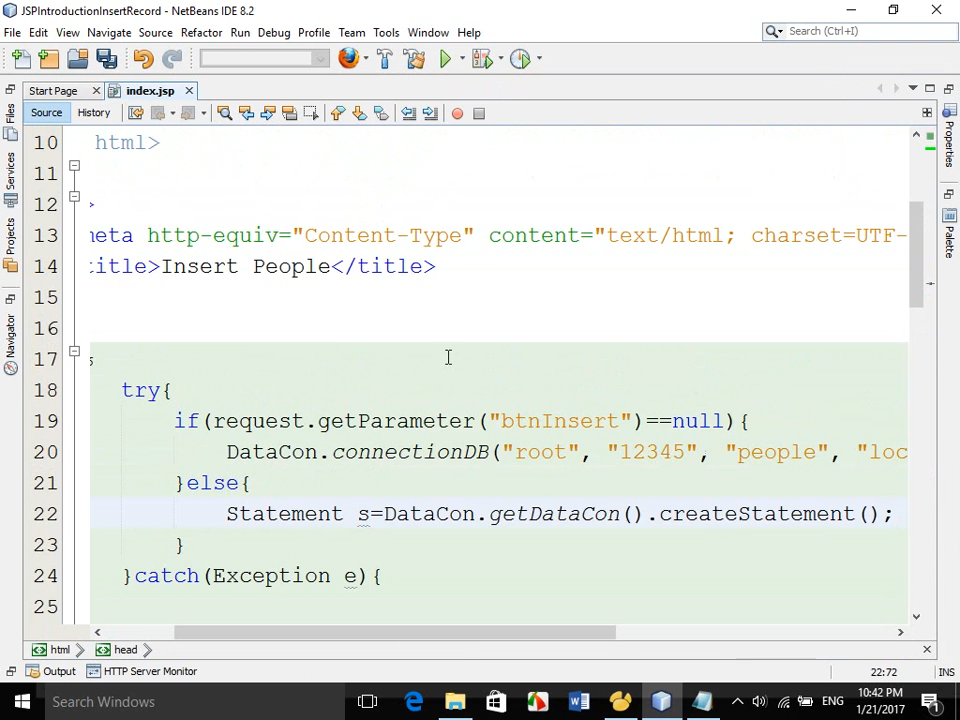 JSPIntroductionInsertRecord - NetBeans IDE 8.2
File Edit View Navigate Source Refactor Run Debug Profile Team Tools Window Help
Search (Ctrl+I)
Start Page
index.jsp
Source History
Files
Services
Projects
Navigator
Properties
Palette
10 html>
11
12 >
13 meta http-equiv="Content-Type" content="text/html; charset=UTF-
14 title>Insert People</title>
15
16
17
18 try{
19 if(request.getParameter("btnInsert")==null){
20 DataCon.connectionDB("root", "12345", "people", "loc
21 }else{
22 Statement s=DataCon.getDataCon().createStatement();
23 }
24 }catch(Exception e){
25
html head
Output HTTP Server Monitor 22:72 INS
Search Windows
ENG
10:42 PM
1/21/2017
1